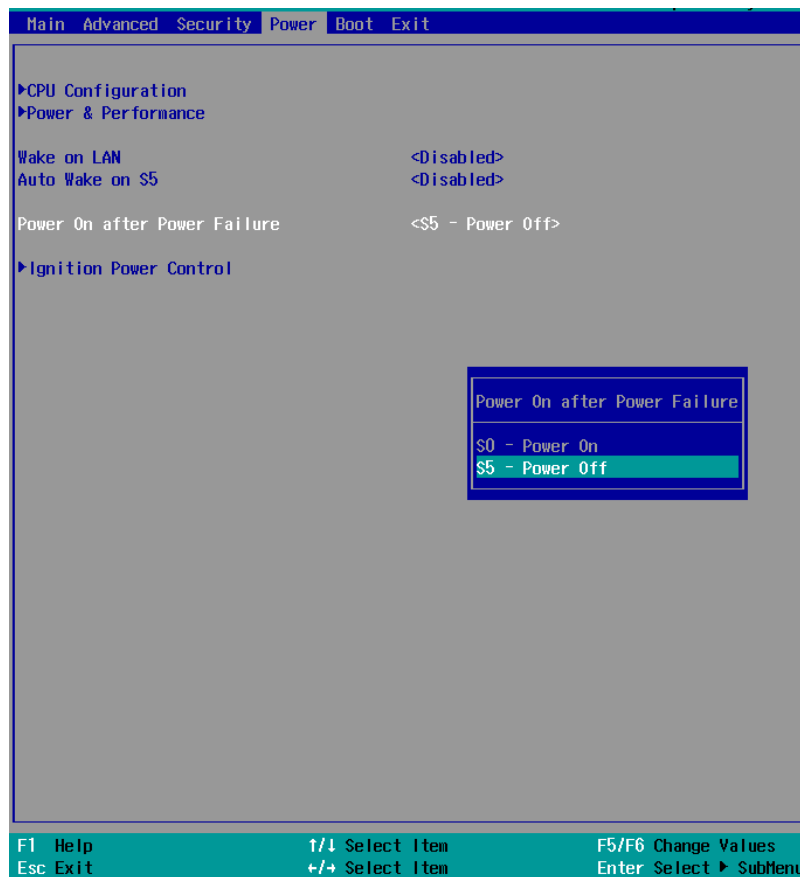 Main Advanced Security Power Boot Exit
▶CPU Configuration
▶Power & Performance
Wake on LAN <Disabled>
Auto Wake on S5 <Disabled>
Power On after Power Failure <S5 - Power Off>
▶Ignition Power Control
Power On after Power Failure
S0 - Power On
S5 - Power Off
F1 Help ↑/↓ Select Item F5/F6 Change Values
Esc Exit ←/→ Select Item Enter Select ▶ SubMenu